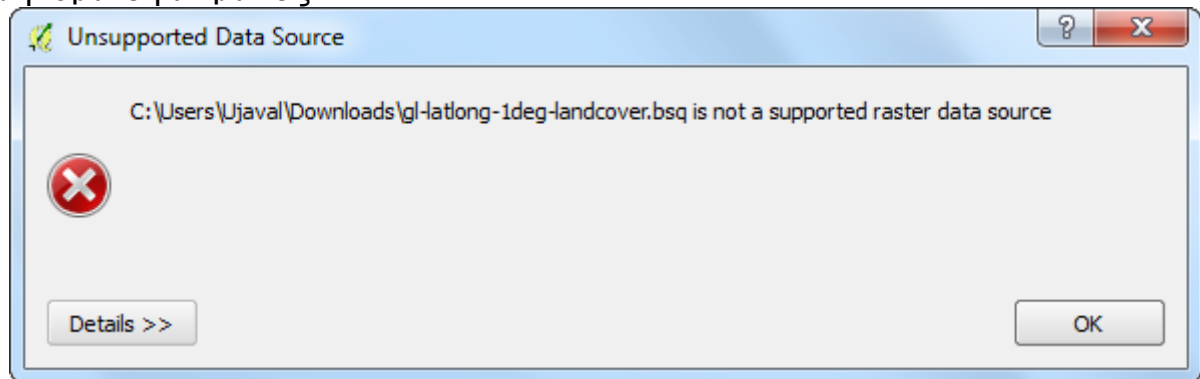 Unsupported Data Source
C:\Users\Ujaval\Downloads\gl-latlong-1deg-landcover.bsq is not a supported raster data source
Details >>
OK